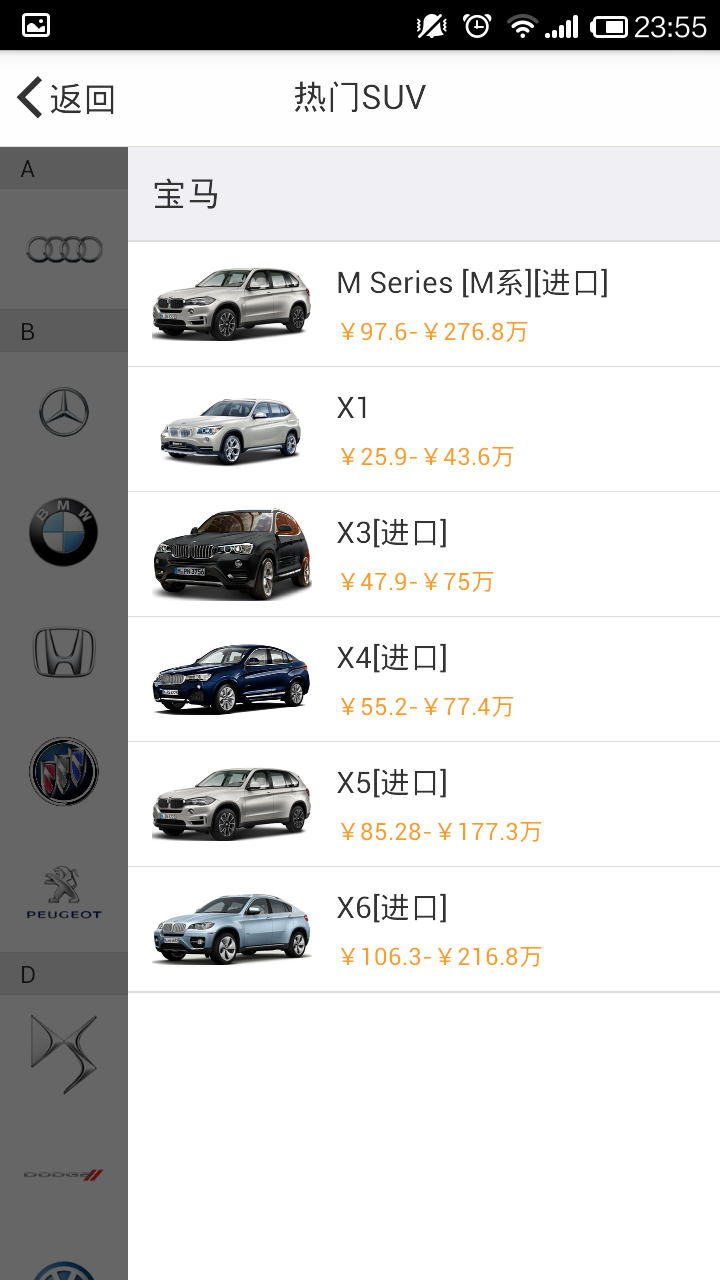 23:55
返回
热门SUV
A
宝马
B
M Series [M系][进口]
￥97.6-￥276.8万
X1
￥25.9-￥43.6万
BMW
X3[进口]
￥47.9-￥75万
X4[进口]
￥55.2-￥77.4万
X5[进口]
￥85.28-￥177.3万
PEUGEOT
X6[进口]
￥106.3-￥216.8万
D
DODGE